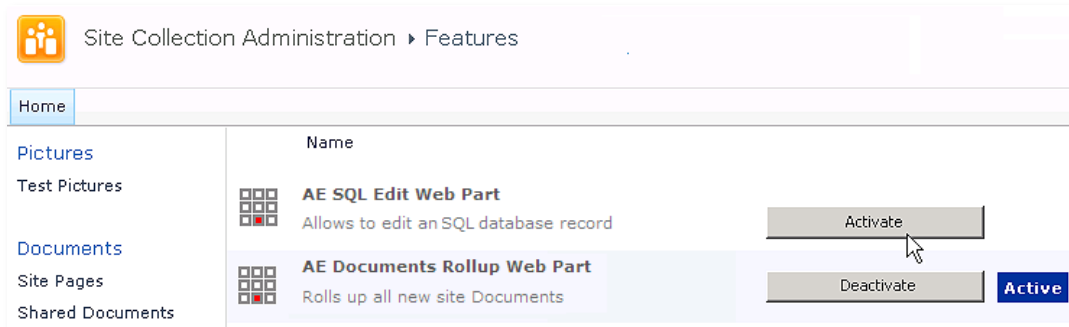 Site Collection Administration ▸ Features
Home
Pictures
Test Pictures
Documents
Site Pages
Shared Documents
Name
AE SQL Edit Web Part
Allows to edit an SQL database record
Activate
AE Documents Rollup Web Part
Rolls up all new site Documents
Deactivate
Active